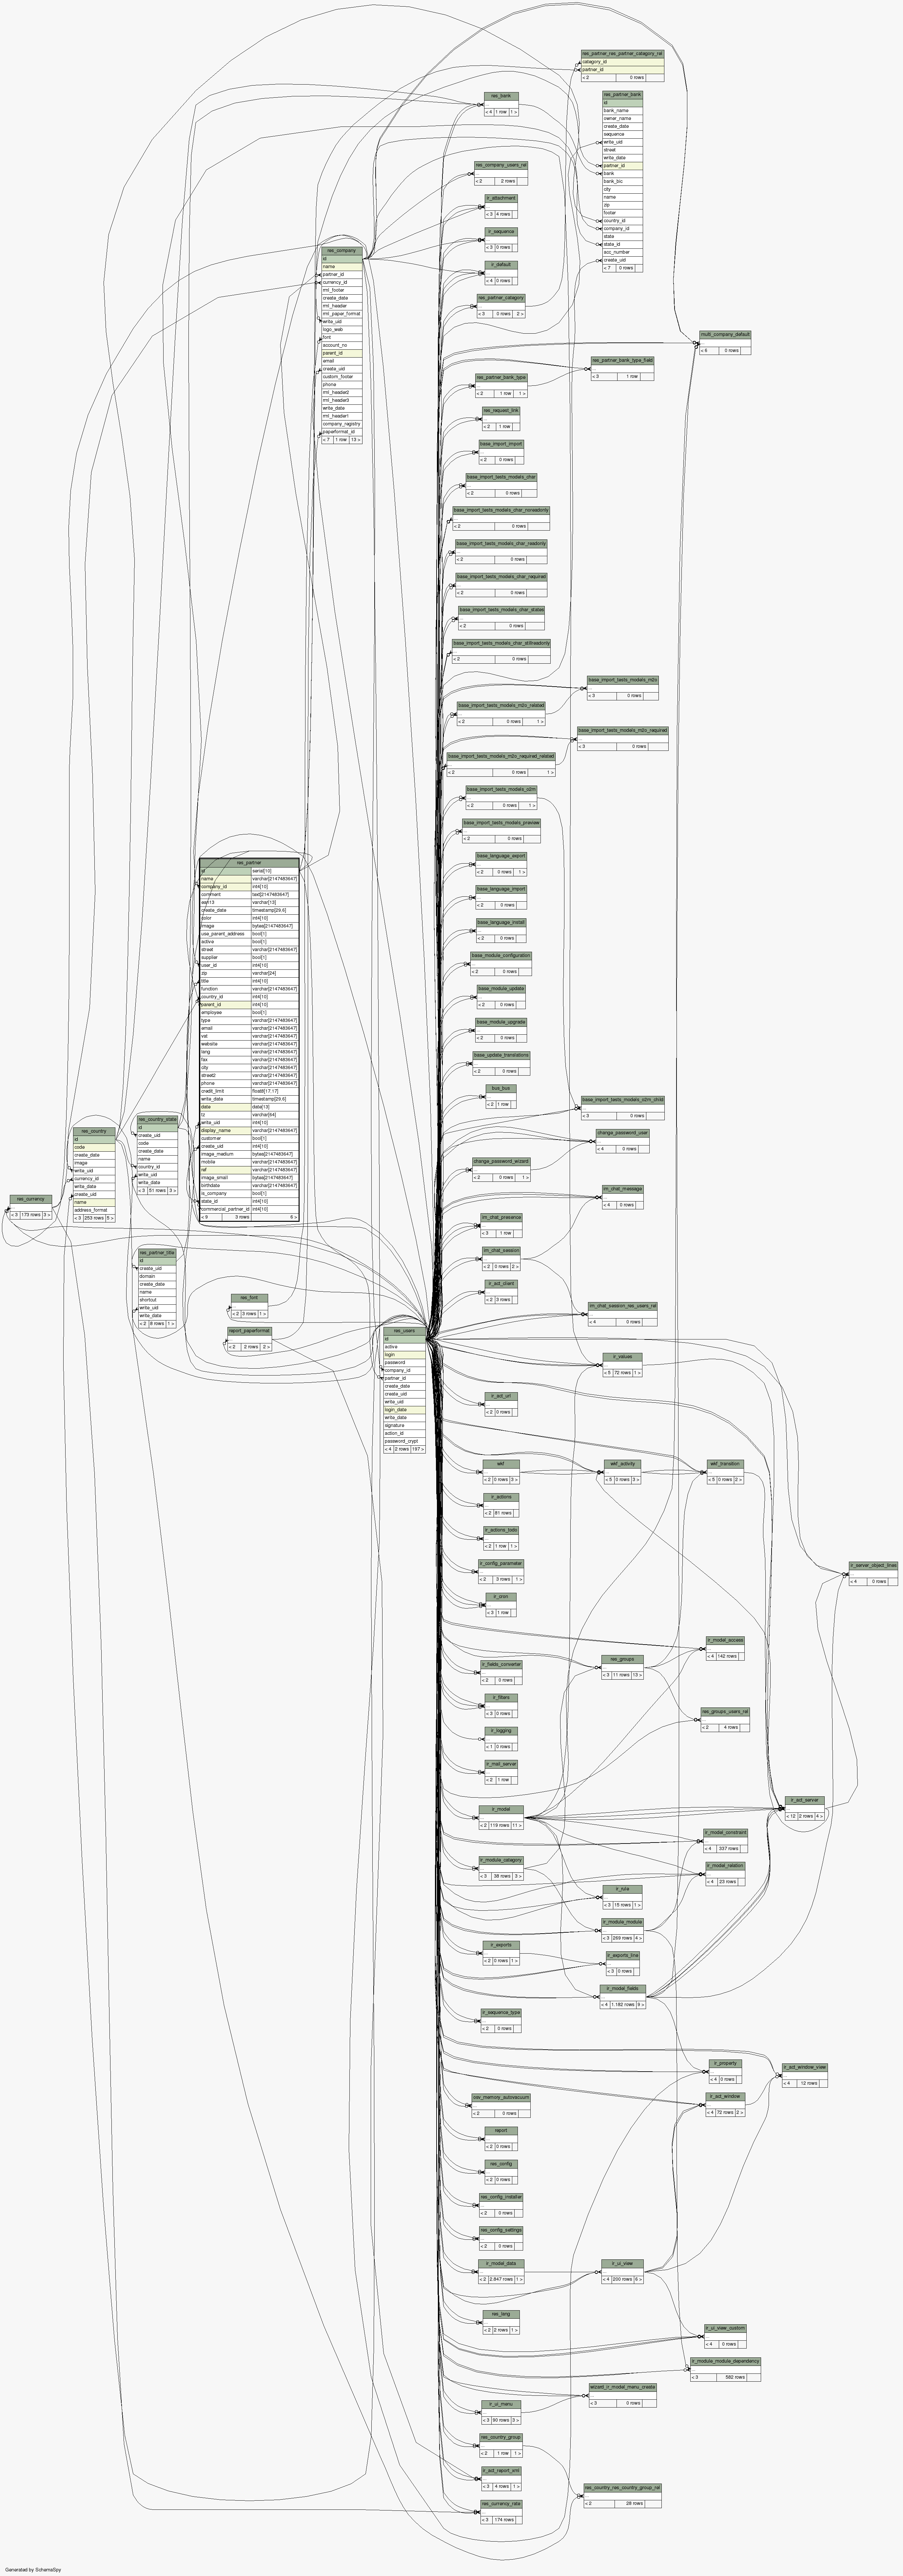 res_partner_res_partner_category_rel
category_id
partner_id
< 2 0 rows
res_partner_bank
id
bank_name
owner_name
create_date
sequence
write_uid
street
write_date
partner_id
bank
bank_bic
city
name
zip
footer
country_id
company_id
state
state_id
acc_number
create_uid
< 7 0 rows
res_bank
...
< 4 1 row 1 >
res_company_users_rel
...
< 2 2 rows
ir_attachment
...
< 3 4 rows
ir_sequence
...
< 3 0 rows
ir_default
...
< 4 0 rows
res_partner_category
...
< 3 0 rows 2 >
res_company
id
name
partner_id
currency_id
rml_footer
create_date
rml_header
rml_paper_format
write_uid
logo_web
font
account_no
parent_id
email
create_uid
custom_footer
phone
rml_header2
rml_header3
write_date
rml_header1
company_registry
paperformat_id
< 7 1 row 13 >
multi_company_default
...
< 6 0 rows
res_partner_bank_type_field
...
< 3 1 row
res_partner_bank_type
...
< 2 1 row 1 >
res_request_link
...
< 2 1 row
base_import_import
...
< 2 0 rows
base_import_tests_models_char
...
< 2 0 rows
base_import_tests_models_char_noreadonly
...
< 2 0 rows
base_import_tests_models_char_readonly
...
< 2 0 rows
base_import_tests_models_char_required
...
< 2 0 rows
base_import_tests_models_char_states
...
< 2 0 rows
base_import_tests_models_char_stillreadonly
...
< 2 0 rows
base_import_tests_models_m2o
...
< 3 0 rows
base_import_tests_models_m2o_related
...
< 2 0 rows 1 >
base_import_tests_models_m2o_required
...
< 3 0 rows
base_import_tests_models_m2o_required_related
...
< 2 0 rows 1 >
base_import_tests_models_o2m
...
< 2 0 rows 1 >
base_import_tests_models_preview
...
< 2 0 rows
base_language_export
...
< 2 0 rows 1 >
base_language_import
...
< 2 0 rows
base_language_install
...
< 2 0 rows
base_module_configuration
...
< 2 0 rows
base_module_update
...
< 2 0 rows
base_module_upgrade
...
< 2 0 rows
base_update_translations
...
< 2 0 rows
res_partner
id serial[10]
name varchar[2147483647]
company_id int4[10]
comment text[2147483647]
ean13 varchar[13]
create_date timestamp[29,6]
color int4[10]
image bytea[2147483647]
use_parent_address bool[1]
active bool[1]
street varchar[2147483647]
supplier bool[1]
user_id int4[10]
zip varchar[24]
title int4[10]
function varchar[2147483647]
country_id int4[10]
parent_id int4[10]
employee bool[1]
type varchar[2147483647]
email varchar[2147483647]
vat varchar[2147483647]
website varchar[2147483647]
lang varchar[2147483647]
fax varchar[2147483647]
city varchar[2147483647]
street2 varchar[2147483647]
phone varchar[2147483647]
credit_limit float8[17,17]
write_date timestamp[29,6]
date date[13]
tz varchar[64]
write_uid int4[10]
display_name varchar[2147483647]
customer bool[1]
create_uid int4[10]
image_medium bytea[2147483647]
mobile varchar[2147483647]
ref varchar[2147483647]
image_small bytea[2147483647]
birthdate varchar[2147483647]
is_company bool[1]
state_id int4[10]
commercial_partner_id int4[10]
< 9 3 rows 6 >
bus_bus
...
< 2 1 row
base_import_tests_models_o2m_child
...
< 3 0 rows
change_password_user
...
< 4 0 rows
change_password_wizard
...
< 2 0 rows 1 >
res_country_state
id
create_uid
code
create_date
name
country_id
write_uid
write_date
< 3 51 rows 3 >
res_country
id
code
create_date
image
write_uid
currency_id
write_date
create_uid
name
address_format
< 3 253 rows 5 >
res_currency
...
< 3 173 rows 3 >
im_chat_message
...
< 4 0 rows
im_chat_presence
...
< 3 1 row
im_chat_session
...
< 2 0 rows 2 >
res_partner_title
id
create_uid
domain
create_date
name
shortcut
write_uid
write_date
< 2 8 rows 1 >
ir_act_client
...
< 2 3 rows
res_font
...
< 2 3 rows 1 >
im_chat_session_res_users_rel
...
< 4 0 rows
report_paperformat
...
< 2 2 rows 2 >
res_users
id
active
login
password
company_id
partner_id
create_date
create_uid
write_uid
login_date
write_date
signature
action_id
password_crypt
< 4 2 rows 197 >
ir_values
...
< 5 72 rows 1 >
ir_act_url
...
< 2 0 rows
wkf
...
< 2 0 rows 3 >
wkf_activity
...
< 5 0 rows 3 >
wkf_transition
...
< 5 0 rows 2 >
ir_actions
...
< 2 81 rows
ir_actions_todo
...
< 2 1 row 1 >
ir_config_parameter
...
< 2 3 rows 1 >
ir_server_object_lines
...
< 4 0 rows
ir_cron
...
< 3 1 row
ir_model_access
...
< 4 142 rows
res_groups
...
< 3 11 rows 13 >
ir_fields_converter
...
< 2 0 rows
ir_filters
...
< 3 0 rows
res_groups_users_rel
...
< 2 4 rows
ir_logging
...
< 1 0 rows
ir_mail_server
...
< 2 1 row
ir_act_server
...
< 12 2 rows 4 >
ir_model
...
< 2 119 rows 11 >
ir_model_constraint
...
< 4 337 rows
ir_module_category
...
< 3 38 rows 3 >
ir_model_relation
...
< 4 23 rows
ir_rule
...
< 3 15 rows 1 >
ir_module_module
...
< 3 269 rows 4 >
ir_exports
...
< 2 0 rows 1 >
ir_exports_line
...
< 3 0 rows
ir_model_fields
...
< 4 1.182 rows 9 >
ir_sequence_type
...
< 2 0 rows
ir_property
...
< 4 0 rows
ir_act_window_view
...
< 4 12 rows
osv_memory_autovacuum
...
< 2 0 rows
ir_act_window
...
< 4 72 rows 2 >
report
...
< 2 0 rows
res_config
...
< 2 0 rows
res_config_installer
...
< 2 0 rows
res_config_settings
...
< 2 0 rows
ir_model_data
...
< 2 2.847 rows 1 >
ir_ui_view
...
< 4 200 rows 6 >
res_lang
...
< 2 2 rows 1 >
ir_ui_view_custom
...
< 4 0 rows
ir_module_module_dependency
...
< 3 582 rows
wizard_ir_model_menu_create
...
< 3 0 rows
ir_ui_menu
...
< 3 90 rows 3 >
res_country_group
...
< 2 1 row 1 >
ir_act_report_xml
...
< 3 4 rows 1 >
res_country_res_country_group_rel
...
< 2 28 rows
res_currency_rate
...
< 3 174 rows
Generated by SchemaSpy